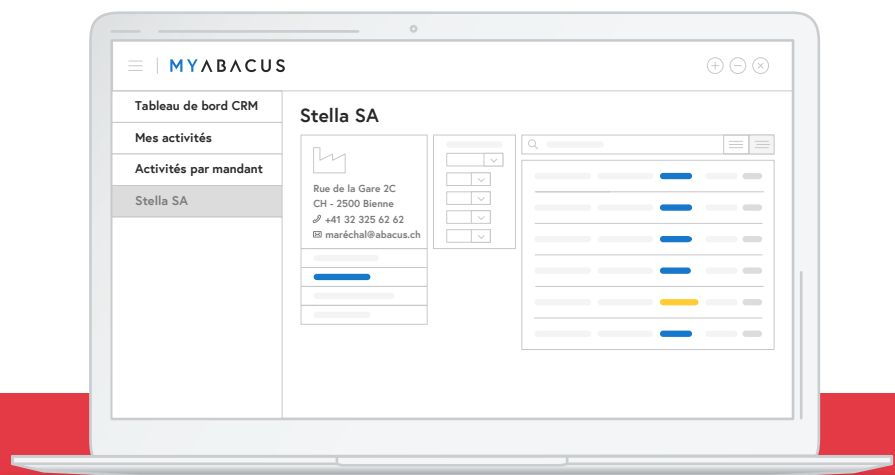 MYABACUS
Tableau de bord CRM
Mes activités
Activités par mandant
Stella SA
Stella SA
Rue de la Gare 2C
CH - 2500 Bienne
+41 32 325 62 62
maréchal@abacus.ch